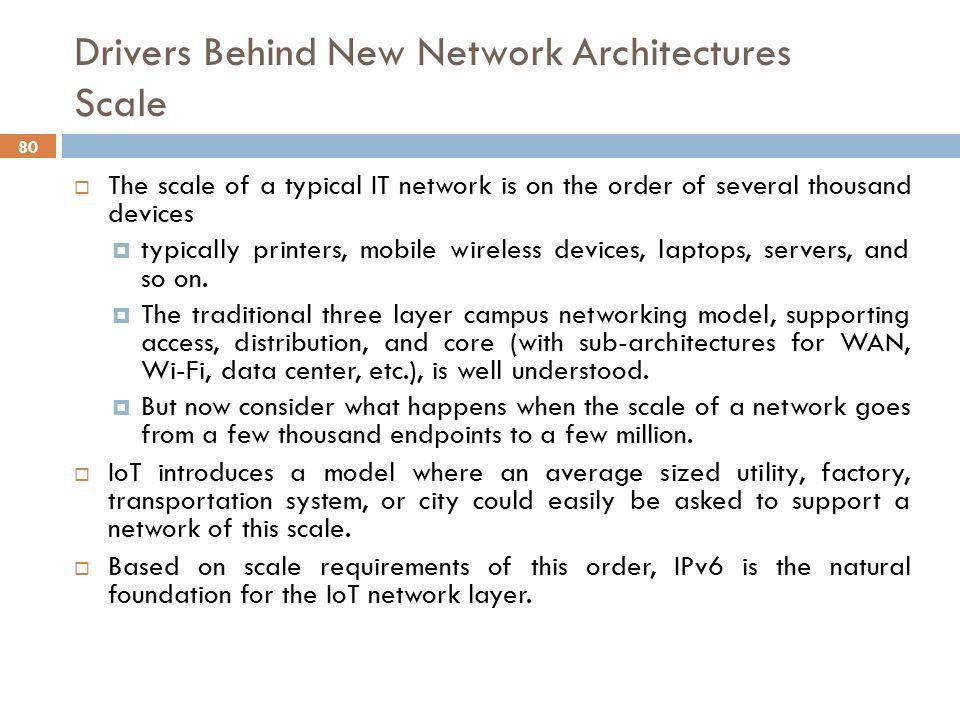 Drivers Behind New Network Architectures
Scale
80
The scale of a typical IT network is on the order of several thousand
devices
typically printers, mobile wireless devices, laptops, servers, and
so on.
The traditional three layer campus networking model, supporting
access, distribution, and core (with sub-architectures for WAN,
Wi-Fi, data center, etc.), is well understood.
But now consider what happens when the scale of a network goes
from a few thousand endpoints to a few million.
IoT introduces a model where an average sized utility, factory,
transportation system, or city could easily be asked to support a
network of this scale.
Based on scale requirements of this order, IPv6 is the natural
foundation for the IoT network layer.